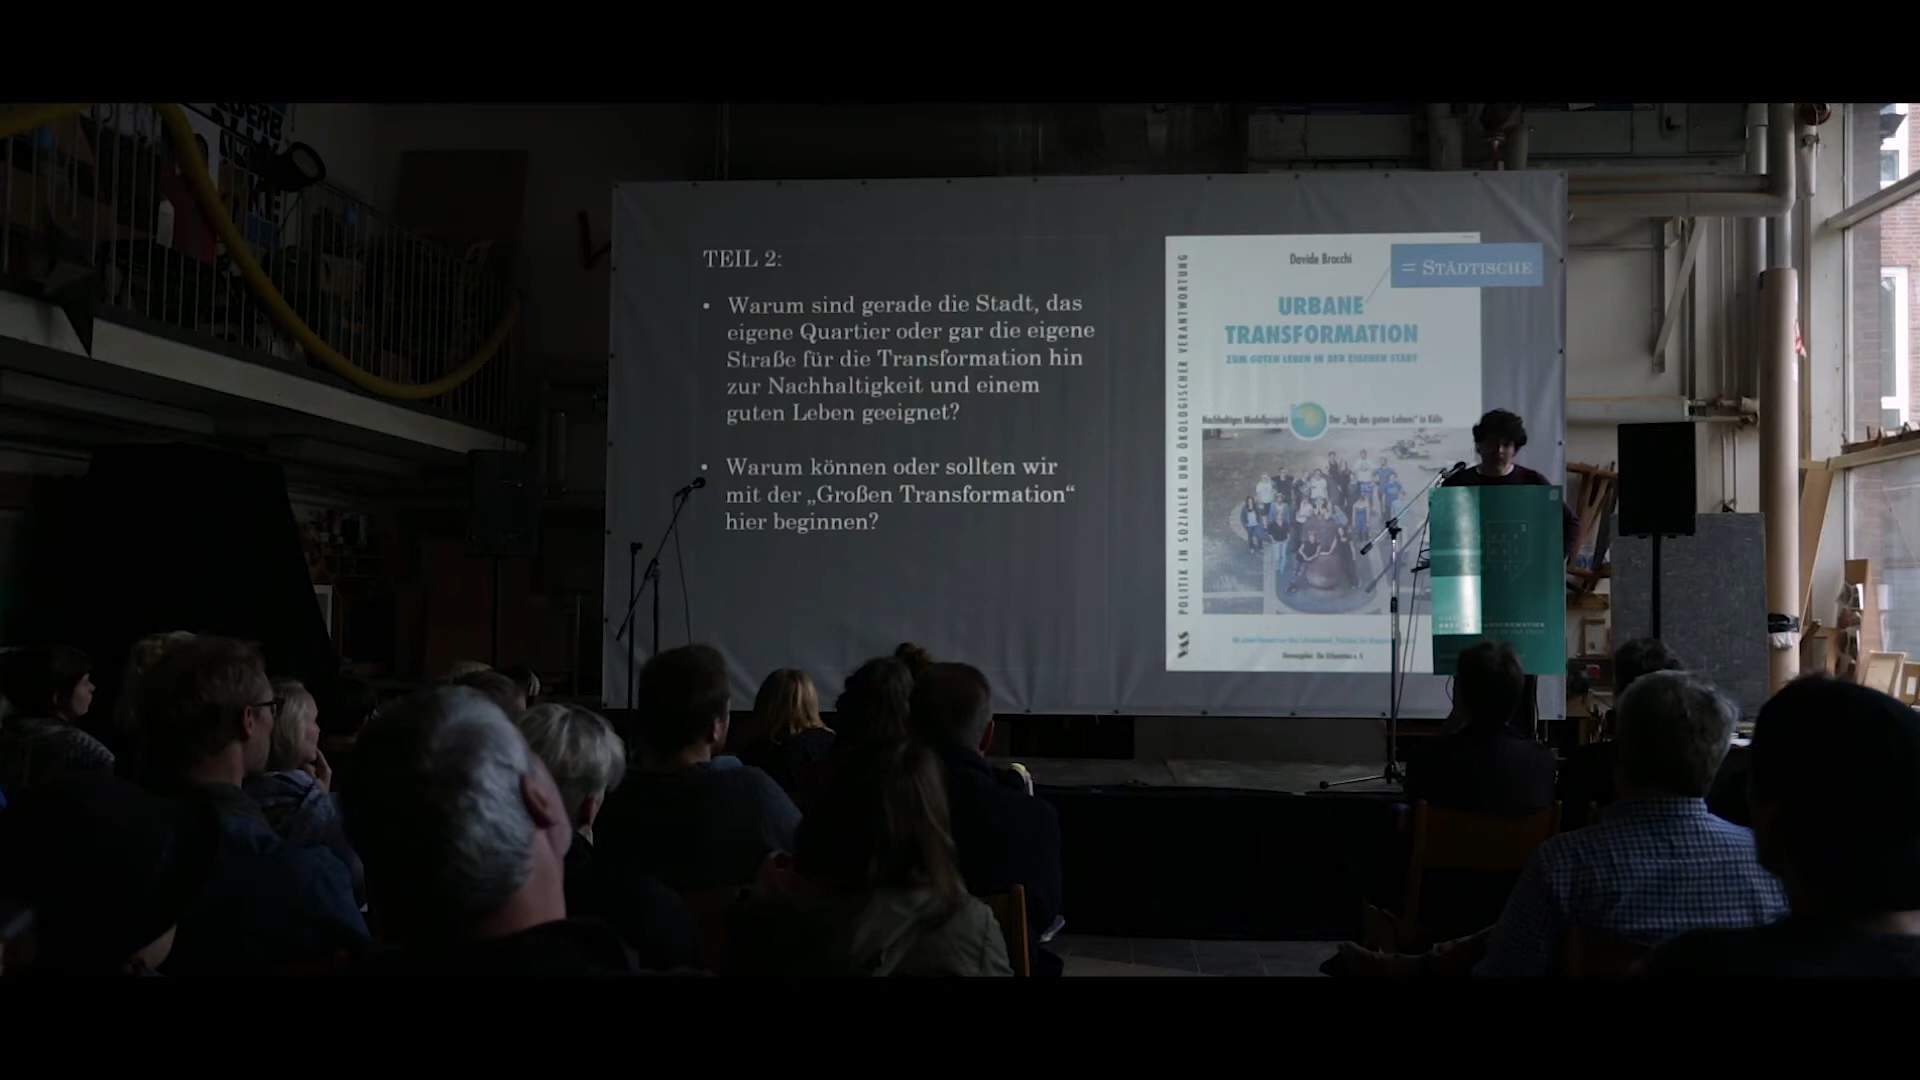 TEIL 2:
• Warum sind gerade die Stadt, das
eigene Quartier oder gar die eigene
Straße für die Transformation hin
zur Nachhaltigkeit und einem
guten Leben geeignet?
• Warum können oder sollten wir
mit der „Großen Transformation“
hier beginnen?
Davide Brocchi
= STÄDTISCHE
URBANE
TRANSFORMATION
ZUM GUTEN LEBEN IN DER EIGENEN STADT
POLITIK IN SOZIALER UND ÖKOLOGISCHER VERANTWORTUNG
Nachhaltiges Modellprojekt
Der „Tag des guten Lebens“ in Köln
VAS